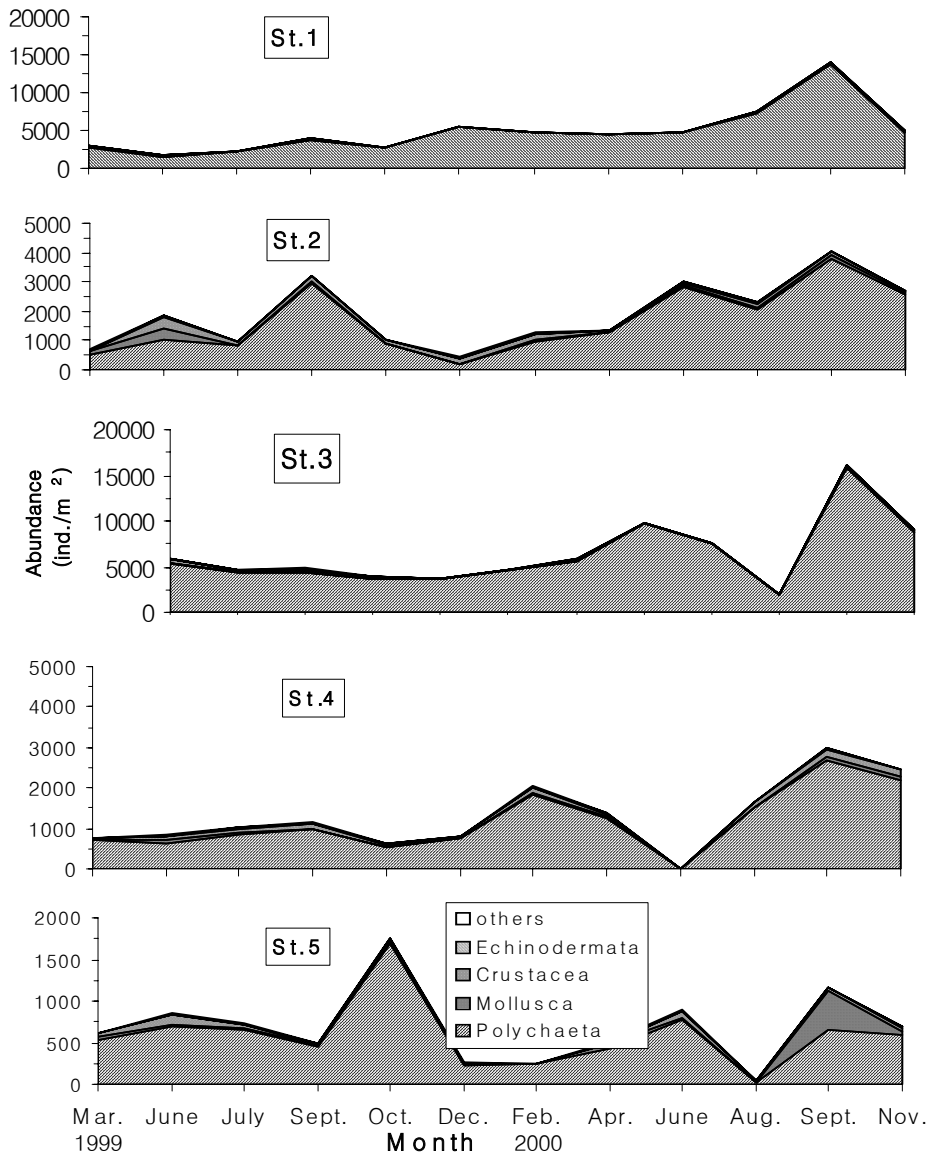 20000
15000
10000
5000
0
St.1
5000
4000
3000
2000
1000
0
St.2
Abundance
(ind./m ²)
20000
15000
10000
5000
0
St.3
5000
4000
3000
2000
1000
0
St.4
2000
1500
1000
500
0
St.5
others
Echinodermata
Crustacea
Mollusca
Polychaeta
Mar. June July Sept. Oct. Dec. Feb. Apr. June Aug. Sept. Nov.
1999 Month 2000